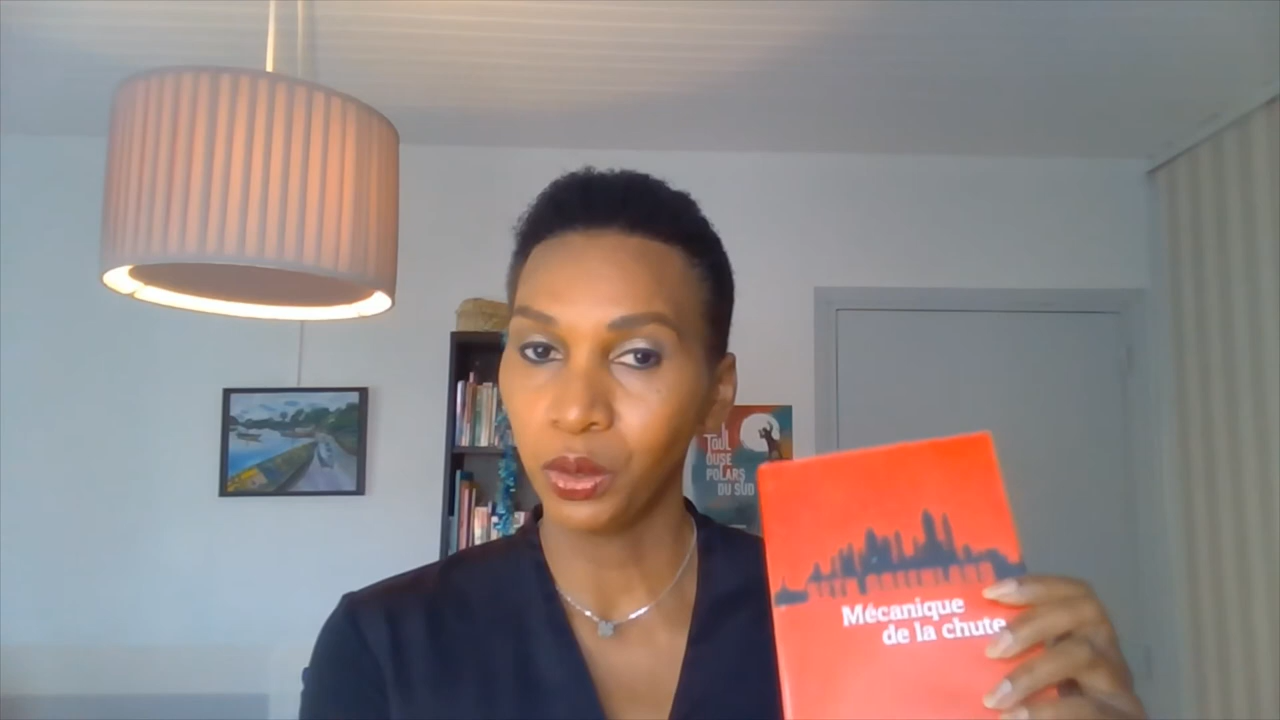 TOUL
OUSE
POLARS
DU SUD
Mécanique
de la chute